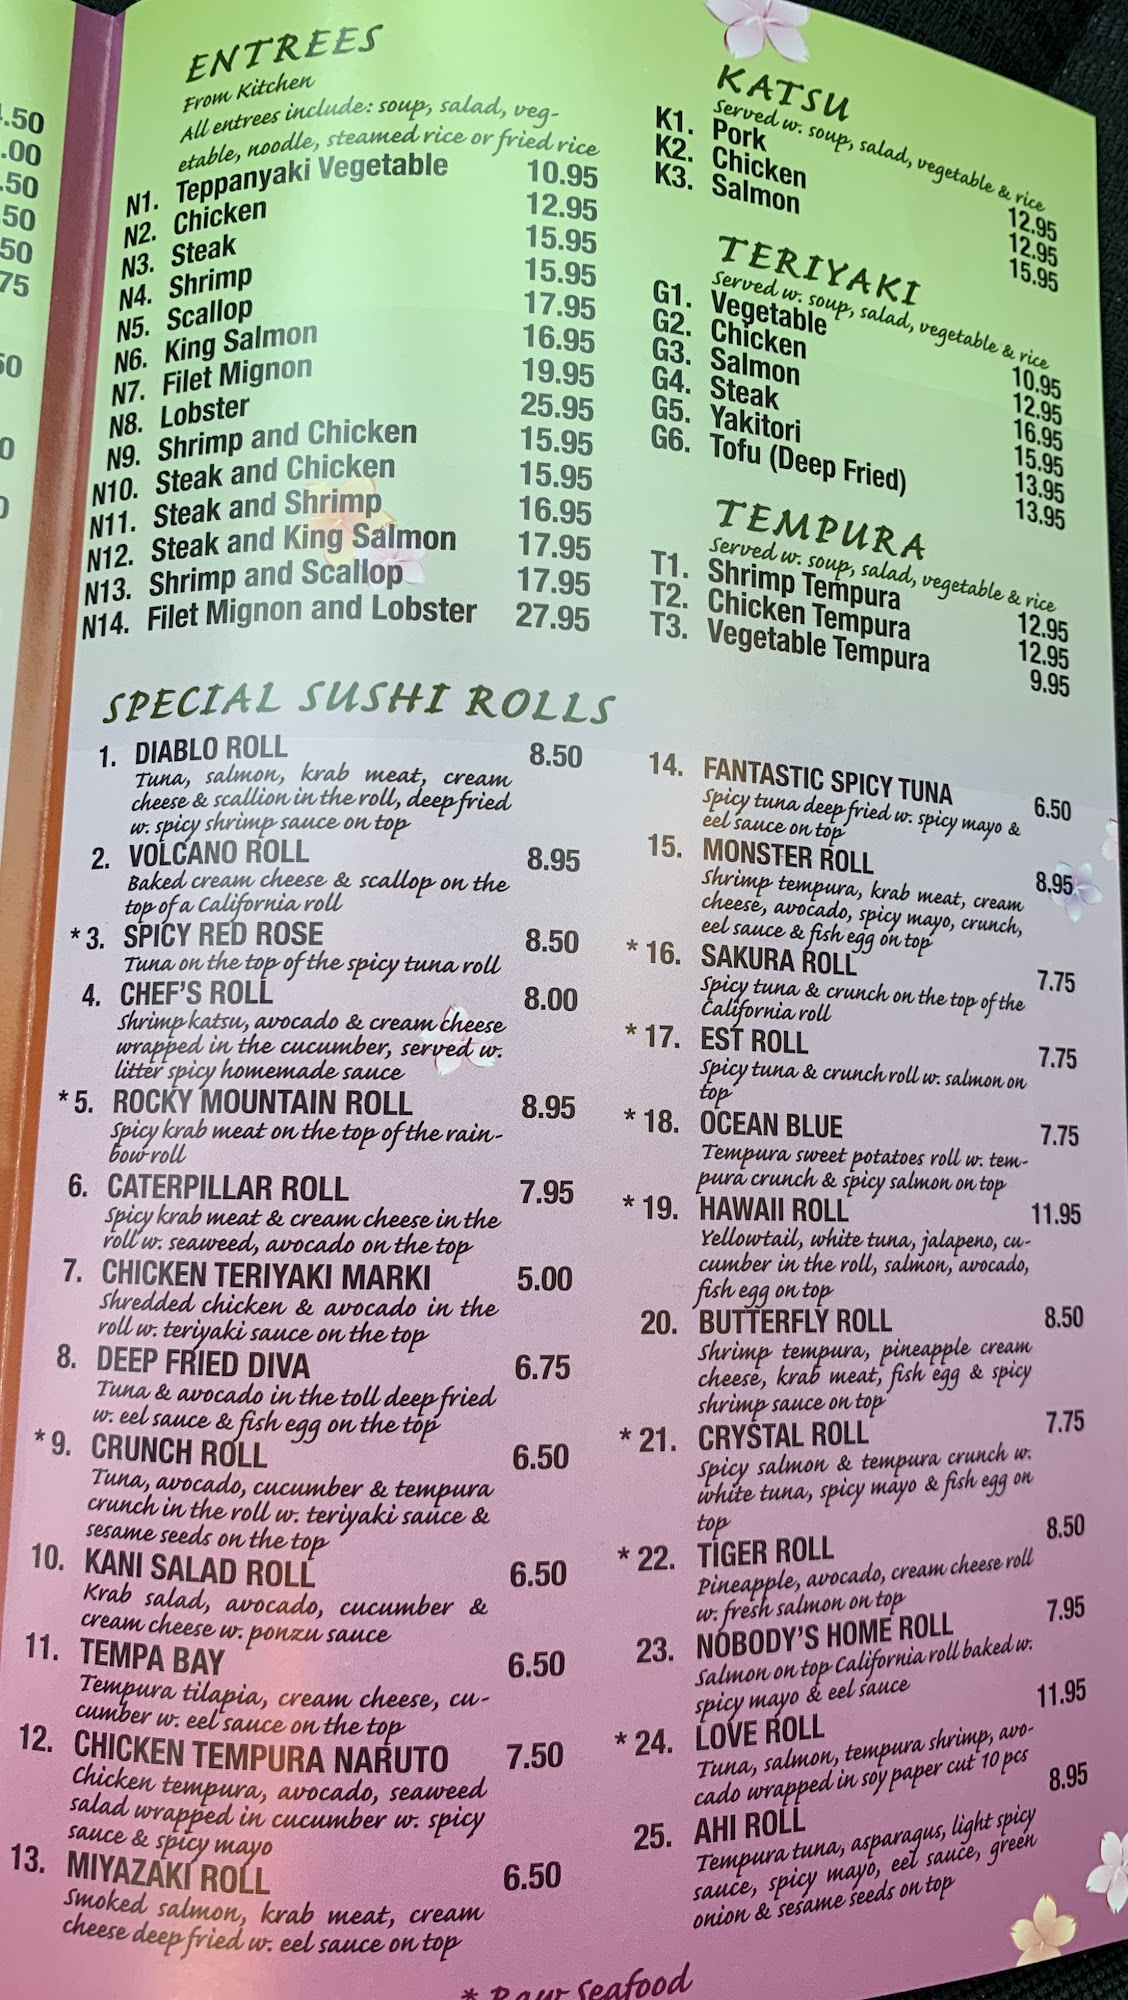 .50
.00
.50
50
50
75
50
0
ENTREES
From Kitchen
All entrees include: soup, salad, veg-
etable, noodle, steamed rice or fried rice
N1. Teppanyaki Vegetable 10.95
N2. Chicken 12.95
N3. Steak 15.95
N4. Shrimp 15.95
N5. Scallop 17.95
N6. King Salmon 16.95
N7. Filet Mignon 19.95
N8. Lobster 25.95
N9. Shrimp and Chicken 15.95
N10. Steak and Chicken 15.95
N11. Steak and Shrimp 16.95
N12. Steak and King Salmon 17.95
N13. Shrimp and Scallop 17.95
N14. Filet Mignon and Lobster 27.95
KATSU
Served w. soup, salad, vegetable & rice
K1. Pork 12.95
K2. Chicken 12.95
K3. Salmon 15.95
TERIYAKI
Served w. soup, salad, vegetable & rice
G1. Vegetable 10.95
G2. Chicken 12.95
G3. Salmon 16.95
G4. Steak 15.95
G5. Yakitori 13.95
G6. Tofu (Deep Fried) 13.95
TEMPURA
Served w. soup, salad, vegetable & rice
T1. Shrimp Tempura 12.95
T2. Chicken Tempura 12.95
T3. Vegetable Tempura 9.95
SPECIAL SUSHI ROLLS
1. DIABLO ROLL 8.50
Tuna, salmon, krab meat, cream
cheese & scallion in the roll, deep fried
w. spicy shrimp sauce on top
2. VOLCANO ROLL 8.95
Baked cream cheese & scallop on the
top of a California roll
*3. SPICY RED ROSE 8.50
Tuna on the top of the spicy tuna roll
4. CHEF'S ROLL 8.00
Shrimp katsu, avocado & cream cheese
wrapped in the cucumber, served w.
litter spicy homemade sauce
*5. ROCKY MOUNTAIN ROLL 8.95
Spicy krab meat on the top of the rain-
bow roll
6. CATERPILLAR ROLL 7.95
Spicy krab meat & cream cheese in the
roll w. seaweed, avocado on the top
7. CHICKEN TERIYAKI MARKI 5.00
Shredded chicken & avocado in the
roll w. teriyaki sauce on the top
8. DEEP FRIED DIVA 6.75
Tuna & avocado in the toll deep fried
w. eel sauce & fish egg on the top
*9. CRUNCH ROLL 6.50
Tuna, avocado, cucumber & tempura
crunch in the roll w. teriyaki sauce &
sesame seeds on the top
10. KANI SALAD ROLL 6.50
Krab salad, avocado, cucumber &
cream cheese w. ponzu sauce
11. TEMPA BAY 6.50
Tempura tilapia, cream cheese, cu-
cumber w. eel sauce on the top
12. CHICKEN TEMPURA NARUTO 7.50
Chicken tempura, avocado, seaweed
salad wrapped in cucumber w. spicy
sauce & spicy mayo
13. MIYAZAKI ROLL 6.50
Smoked salmon, krab meat, cream
cheese deep fried w. eel sauce on top
14. FANTASTIC SPICY TUNA 6.50
Spicy tuna deep fried w. spicy mayo &
eel sauce on top
15. MONSTER ROLL 8.95
Shrimp tempura, krab meat, cream
cheese, avocado, spicy mayo, crunch,
eel sauce & fish egg on top
*16. SAKURA ROLL 7.75
Spicy tuna & crunch on the top of the
California roll
*17. EST ROLL 7.75
Spicy tuna & crunch roll w. salmon on
top
*18. OCEAN BLUE 7.75
Tempura sweet potatoes roll w. tem-
pura crunch & spicy salmon on top
*19. HAWAII ROLL 11.95
Yellowtail, white tuna, jalapeno, cu-
cumber in the roll, salmon, avocado,
fish egg on top
20. BUTTERFLY ROLL 8.50
Shrimp tempura, pineapple cream
cheese, krab meat, fish egg & spicy
shrimp sauce on top
*21. CRYSTAL ROLL 7.75
Spicy salmon & tempura crunch w.
white tuna, spicy mayo & fish egg on
top
*22. TIGER ROLL 8.50
Pineapple, avocado, cream cheese roll
w. fresh salmon on top
23. NOBODY'S HOME ROLL 7.95
Salmon on top California roll baked w.
spicy mayo & eel sauce
*24. LOVE ROLL 11.95
Tuna, salmon, tempura shrimp, avo-
cado wrapped in soy paper cut 10 pcs
25. AHI ROLL 8.95
Tempura tuna, asparagus, light spicy
sauce, spicy mayo, eel sauce, green
onion & sesame seeds on top
* Raw Seafood